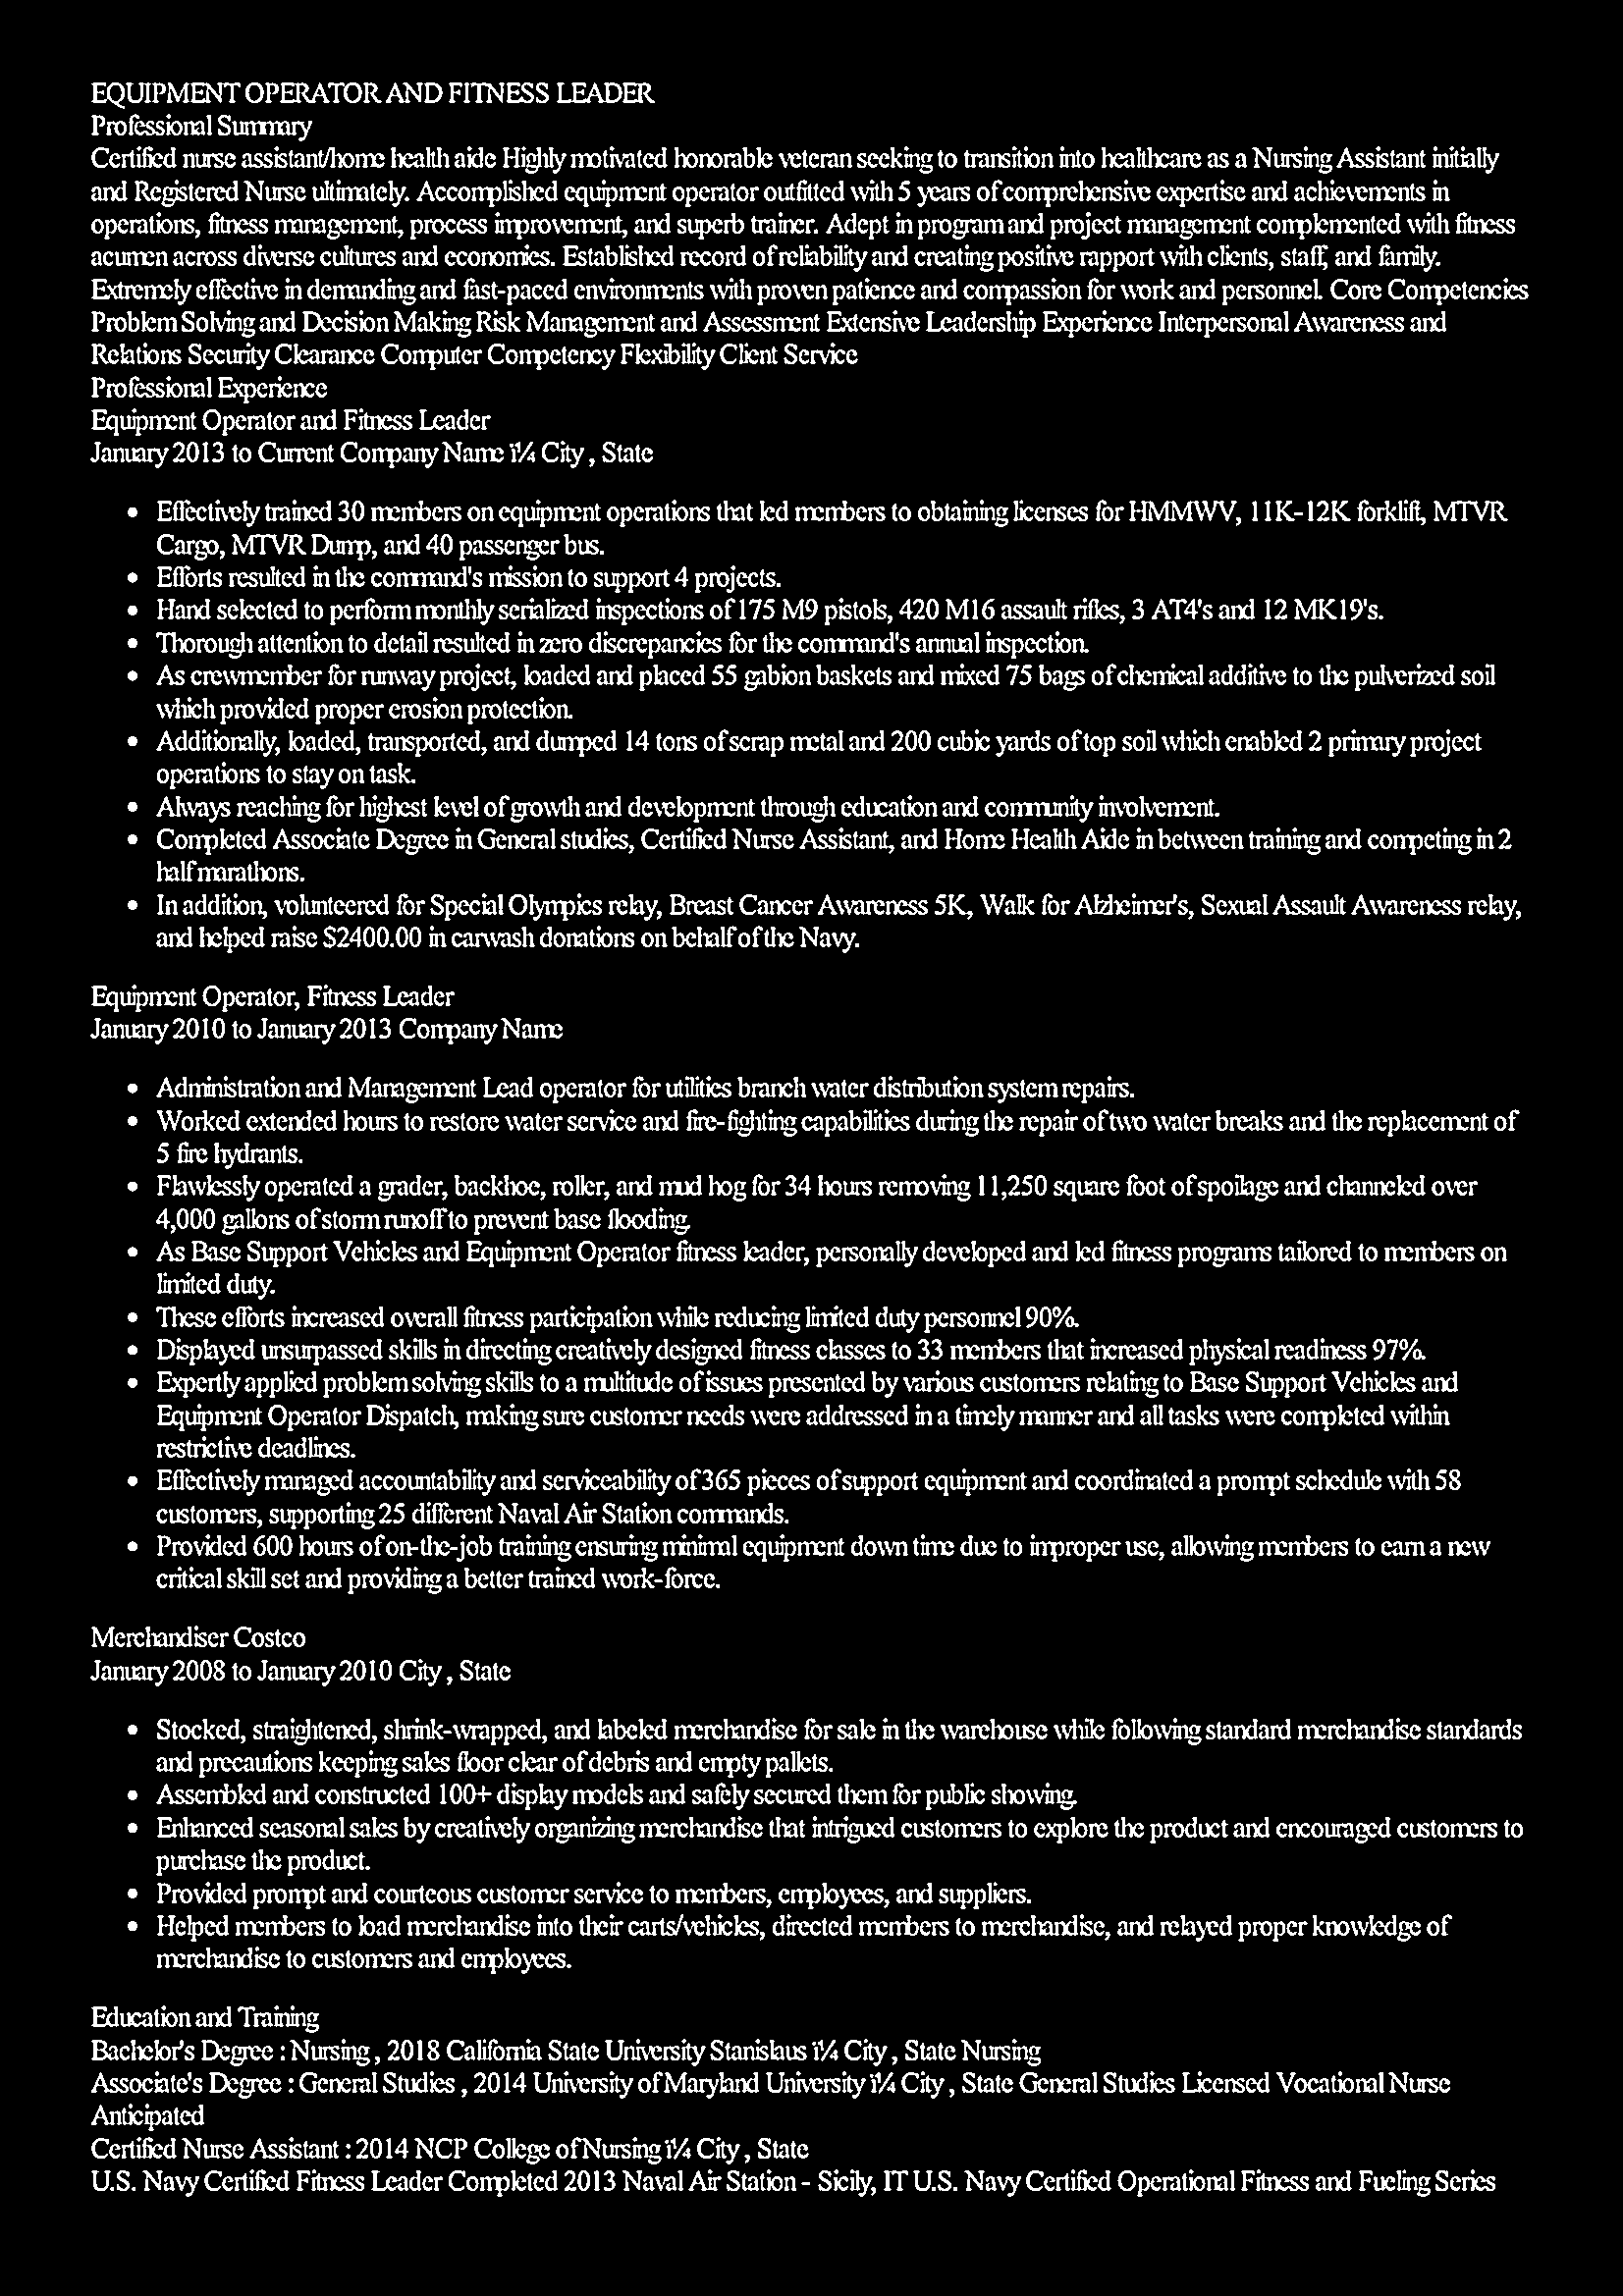 EQUIPMENT OPERATOR AND FITNESS LEADER
Professional Summary
Certified nurse assistant/home health aide Highly motivated honorable veteran seeking to transition into healthcare as a Nursing Assistant initially
and Registered Nurse ultimately. Accomplished equipment operator outfitted with 5 years of comprehensive expertise and achievements in
operations, fitness management, process improvement, and superb trainer. Adept in program and project management complemented with fitness
acumen across diverse cultures and economies. Established record of reliability and creating positive rapport with clients, staff, and family.
Extremely effective in demanding and fast-paced environments with proven patience and compassion for work and personnel. Core Competencies
Problem Solving and Decision Making Risk Management and Assessment Extensive Leadership Experience Interpersonal Awareness and
Relations Security Clearance Computer Competency Flexibility Client Service
Professional Experience
Equipment Operator and Fitness Leader
January 2013 to Current Company Name ï¼ City , State
• Effectively trained 30 members on equipment operations that led members to obtaining licenses for HMMWV, 11K-12K forklift, MTVR
Cargo, MTVR Dump, and 40 passenger bus.
• Efforts resulted in the command's mission to support 4 projects.
• Hand selected to perform monthly serialized inspections of 175 M9 pistols, 420 M16 assault rifles, 3 AT4's and 12 MK19's.
• Thorough attention to detail resulted in zero discrepancies for the command's annual inspection.
• As crewmember for runway project, loaded and placed 55 gabion baskets and mixed 75 bags of chemical additive to the pulverized soil
which provided proper erosion protection.
• Additionally, loaded, transported, and dumped 14 tons of scrap metal and 200 cubic yards of top soil which enabled 2 primary project
operations to stay on task.
• Always reaching for highest level of growth and development through education and community involvement.
• Completed Associate Degree in General studies, Certified Nurse Assistant, and Home Health Aide in between training and competing in 2
half marathons.
• In addition, volunteered for Special Olympics relay, Breast Cancer Awareness 5K, Walk for Alzheimer's, Sexual Assault Awareness relay,
and helped raise $2400.00 in carwash donations on behalf of the Navy.
Equipment Operator, Fitness Leader
January 2010 to January 2013 Company Name
• Administration and Management Lead operator for utilities branch water distribution system repairs.
• Worked extended hours to restore water service and fire-fighting capabilities during the repair of two water breaks and the replacement of
5 fire hydrants.
• Flawlessly operated a grader, backhoe, roller, and mud hog for 34 hours removing 11,250 square foot of spoilage and channeled over
4,000 gallons of storm runoff to prevent base flooding.
• As Base Support Vehicles and Equipment Operator fitness leader, personally developed and led fitness programs tailored to members on
limited duty.
• These efforts increased overall fitness participation while reducing limited duty personnel 90%.
• Displayed unsurpassed skills in directing creatively designed fitness classes to 33 members that increased physical readiness 97%.
• Expertly applied problem solving skills to a multitude of issues presented by various customers relating to Base Support Vehicles and
Equipment Operator Dispatch, making sure customer needs were addressed in a timely manner and all tasks were completed within
restrictive deadlines.
• Effectively managed accountability and serviceability of 365 pieces of support equipment and coordinated a prompt schedule with 58
customers, supporting 25 different Naval Air Station commands.
• Provided 600 hours of on-the-job training ensuring minimal equipment down time due to improper use, allowing members to earn a new
critical skill set and providing a better trained work-force.
Merchandiser Costco
January 2008 to January 2010 City , State
• Stocked, straightened, shrink-wrapped, and labeled merchandise for sale in the warehouse while following standard merchandise standards
and precautions keeping sales floor clear of debris and empty pallets.
• Assembled and constructed 100+ display models and safely secured them for public showing.
• Enhanced seasonal sales by creatively organizing merchandise that intrigued customers to explore the product and encouraged customers to
purchase the product.
• Provided prompt and courteous customer service to members, employees, and suppliers.
• Helped members to load merchandise into their carts/vehicles, directed members to merchandise, and relayed proper knowledge of
merchandise to customers and employees.
Education and Training
Bachelor's Degree : Nursing , 2018 California State University Stanislaus ï¼ City , State Nursing
Associate's Degree : General Studies , 2014 University of Maryland University ï¼ City , State General Studies Licensed Vocational Nurse
Anticipated
Certified Nurse Assistant : 2014 NCP College of Nursing ï¼ City , State
U.S. Navy Certified Fitness Leader Completed 2013 Naval Air Station - Sicily, IT U.S. Navy Certified Operational Fitness and Fueling Series